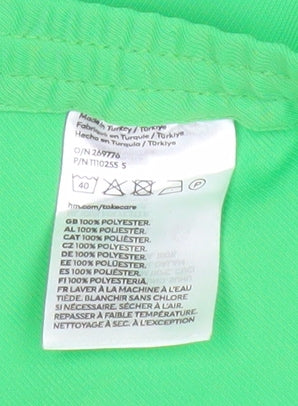 Made in Turkey / Türkiye
Fabriqué en Turquie / Türkiye
Hecho en Turquía / Türkiye
O/N 269776
P/N 1110255 5
40
P
hm.com/takecare
GB 100% POLYESTER.
AL 100% POLIESTËR.
CAT 100% POLIÈSTER.
CZ 100% POLYESTER.
DE 100% POLYESTER.
EE 100% POLÜESTER.
ES 100% POLIÉSTER.
FI 100% POLYESTERIA.
FR LAVER À LA MACHINE À L'EAU
TIÈDE. BLANCHIR SANS CHLORE
SI NÉCESSAIRE. SÉCHER À L'AIR.
REPASSER À FAIBLE TEMPERATURE
NETTOYAGE À SEC. À L'EXCEPTION